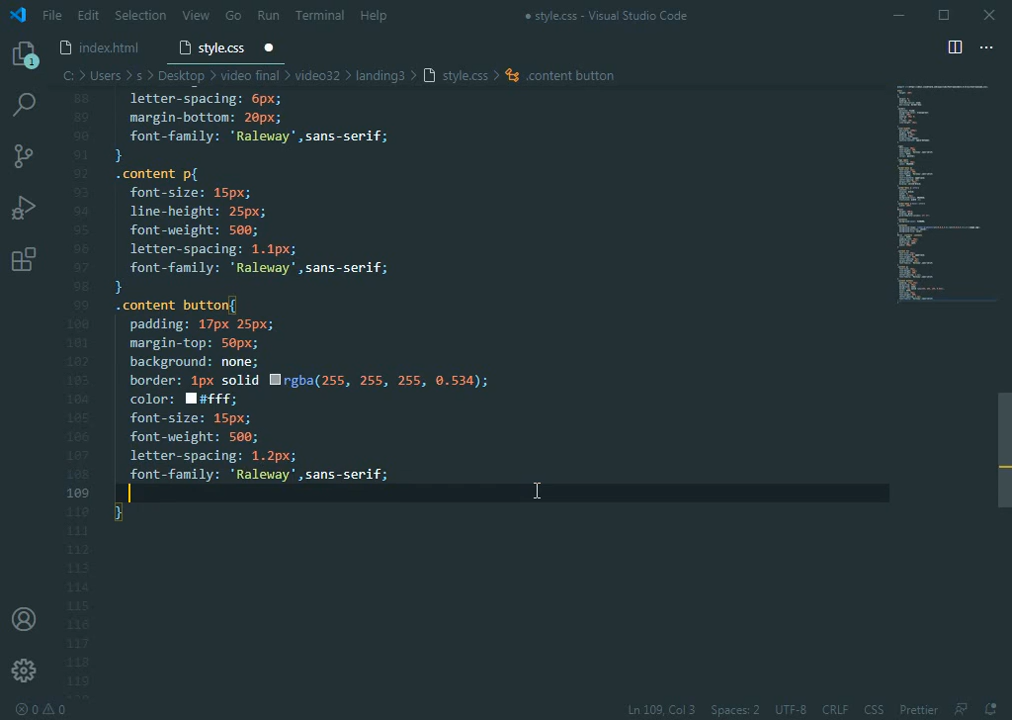 File Edit Selection View Go Run Terminal Help ● style.css - Visual Studio Code
index.html style.css
C: > Users > s > Desktop > video final > video32 > landing3 > style.css > .content button
88 letter-spacing: 6px;
89 margin-bottom: 20px;
90 font-family: 'Raleway',sans-serif;
91 }
92 .content p{
93 font-size: 15px;
94 line-height: 25px;
95 font-weight: 500;
96 letter-spacing: 1.1px;
97 font-family: 'Raleway',sans-serif;
98 }
99 .content button{
100 padding: 17px 25px;
101 margin-top: 50px;
102 background: none;
103 border: 1px solid rgba(255, 255, 255, 0.534);
104 color: #fff;
105 font-size: 15px;
106 font-weight: 500;
107 letter-spacing: 1.2px;
108 font-family: 'Raleway',sans-serif;
109
110 }
111
112
113
114
115
116
117
118
119
1
0 0 Ln 109, Col 3 Spaces: 2 UTF-8 CRLF CSS Prettier